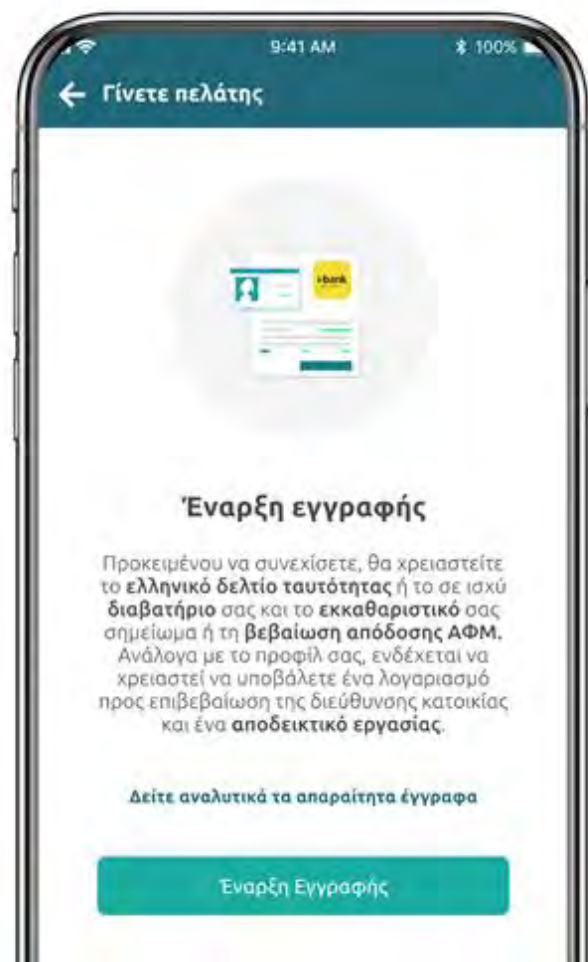 9:41 AM
100%
Γίνετε πελάτης
i-bank
Έναρξη εγγραφής
Προκειμένου να συνεχίσετε, θα χρειαστείτε
το ελληνικό δελτίο ταυτότητας ή το σε ισχύ
διαβατήριο σας και το εκκαθαριστικό σας
σημείωμα ή τη βεβαίωση απόδοσης ΑΦΜ.
Ανάλογα με το προφίλ σας, ενδέχεται να
χρειαστεί να υποβάλετε ένα λογαριασμό
προς επιβεβαίωση της διεύθυνσης κατοικίας
και ένα αποδεικτικό εργασίας.
Δείτε αναλυτικά τα απαραίτητα έγγραφα
Έναρξη Εγγραφής